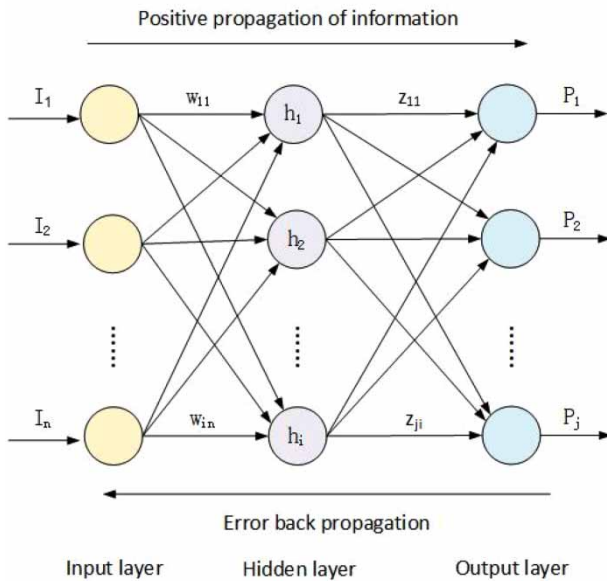 Positive propagation of information
I1 w11 h1 z11 P1
I2 h2 P2
In win hi zji Pj
Error back propagation
Input layer Hidden layer Output layer